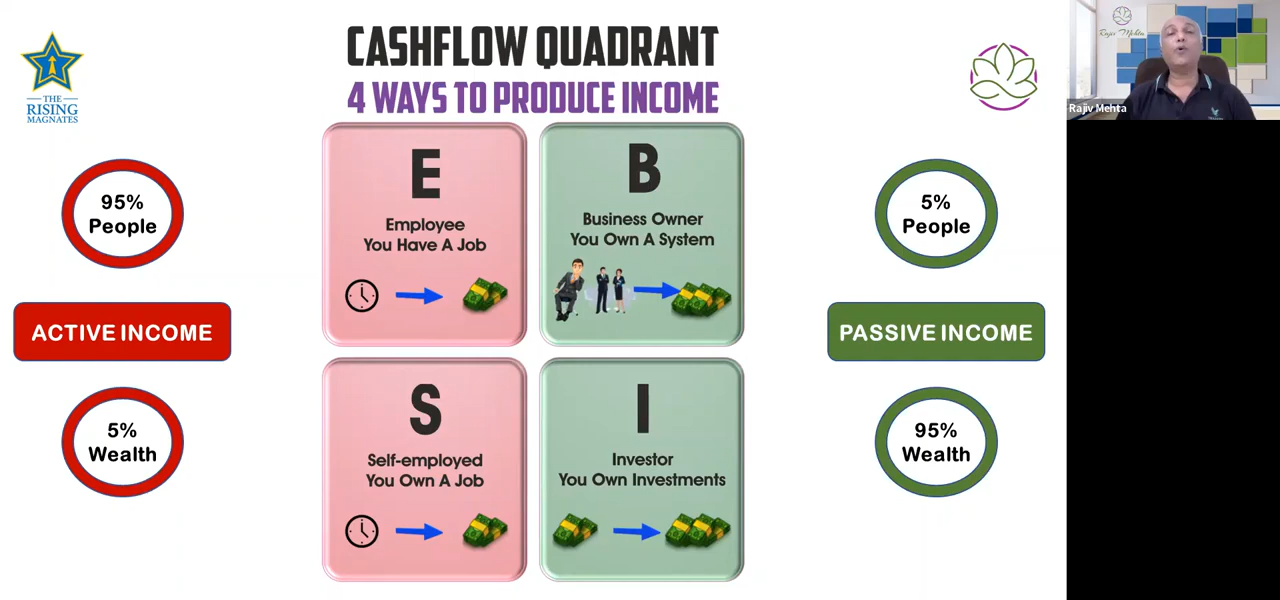 CASHFLOW QUADRANT
4 WAYS TO PRODUCE INCOME
THE
RISING
MAGNATES
95%
People
ACTIVE INCOME
5%
Wealth
E
Employee
You Have A Job
B
Business Owner
You Own A System
S
Self-employed
You Own A Job
I
Investor
You Own Investments
5%
People
PASSIVE INCOME
95%
Wealth
Rajiv Mehta
Rajiv Mehta